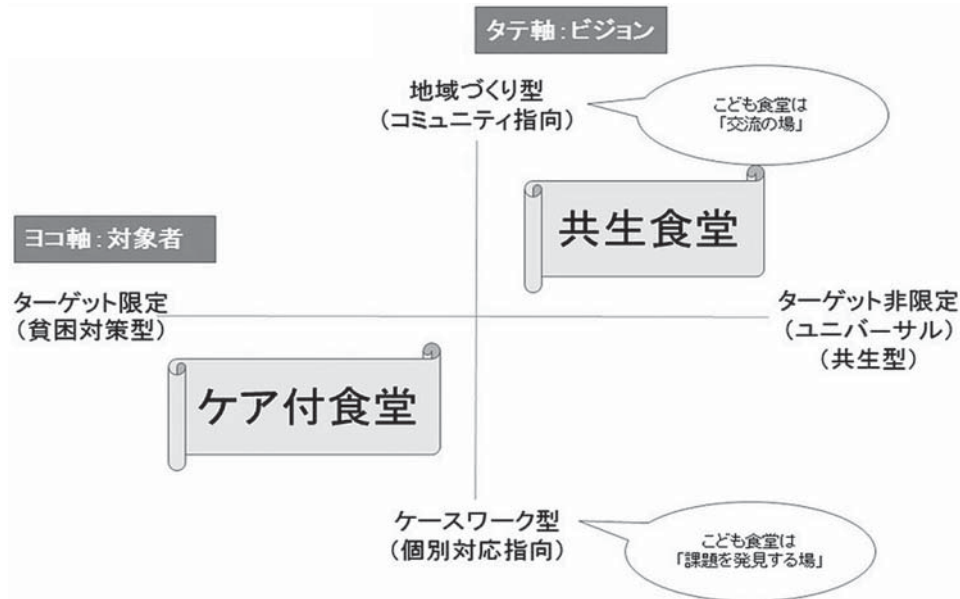 タテ軸:ビジョン
地域づくり型
(コミュニティ指向)
こども食堂は
「交流の場」
共生食堂
ヨコ軸:対象者
ターゲット限定
(貧困対策型)
ターゲット非限定
(ユニバーサル)
(共生型)
ケア付食堂
ケースワーク型
(個別対応指向)
こども食堂は
「課題を発見する場」